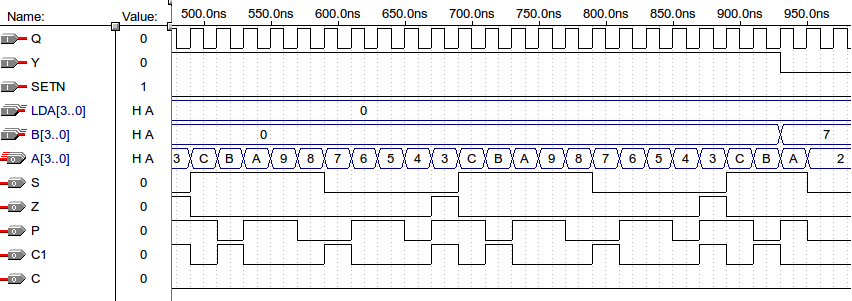 Name: Value: 500.0ns 550.0ns 600.0ns 650.0ns 700.0ns 750.0ns 800.0ns 850.0ns 900.0ns 950.0ns
Q 0
Y 0
SETN 1
LDA[3..0] H A 0
B[3..0] H A 0 7
A[3..0] H A 3 C B A 9 8 7 6 5 4 3 C B A 9 8 7 6 5 4 3 C B A 2
S 0
Z 0
P 0
C1 0
C 0